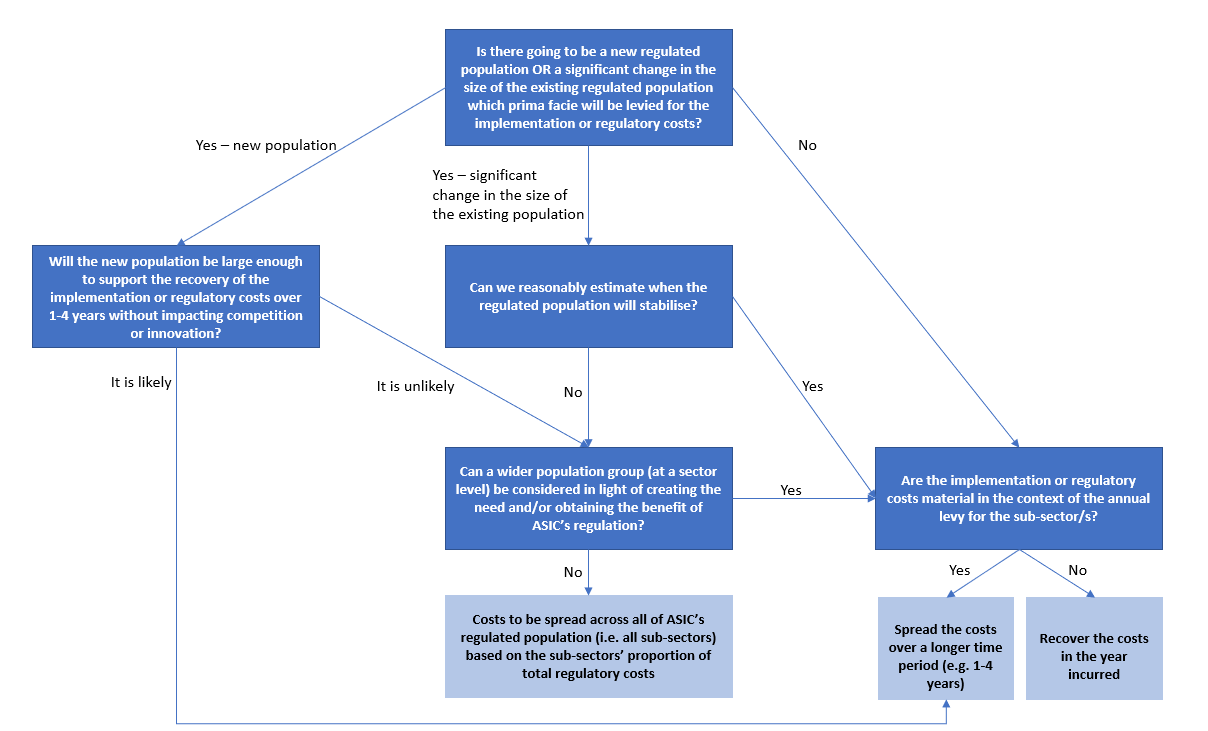 Is there going to be a new regulated
population OR a significant change in the
size of the existing regulated population
which prima facie will be levied for the
implementation or regulatory costs?
Yes – new population
No
Yes – significant
change in the size of
the existing population
Will the new population be large enough
to support the recovery of the
implementation or regulatory costs over
1-4 years without impacting competition
or innovation?
Can we reasonably estimate when the
regulated population will stabilise?
It is likely
It is unlikely
No
Yes
Can a wider population group (at a sector
level) be considered in light of creating the
need and/or obtaining the benefit of
ASIC’s regulation?
Yes
Are the implementation or regulatory
costs material in the context of the annual
levy for the sub-sector/s?
No
Yes
No
Costs to be spread across all of ASIC’s
regulated population (i.e. all sub-sectors)
based on the sub-sectors’ proportion of
total regulatory costs
Spread the costs
over a longer time
period (e.g. 1-4
years)
Recover the costs
in the year
incurred